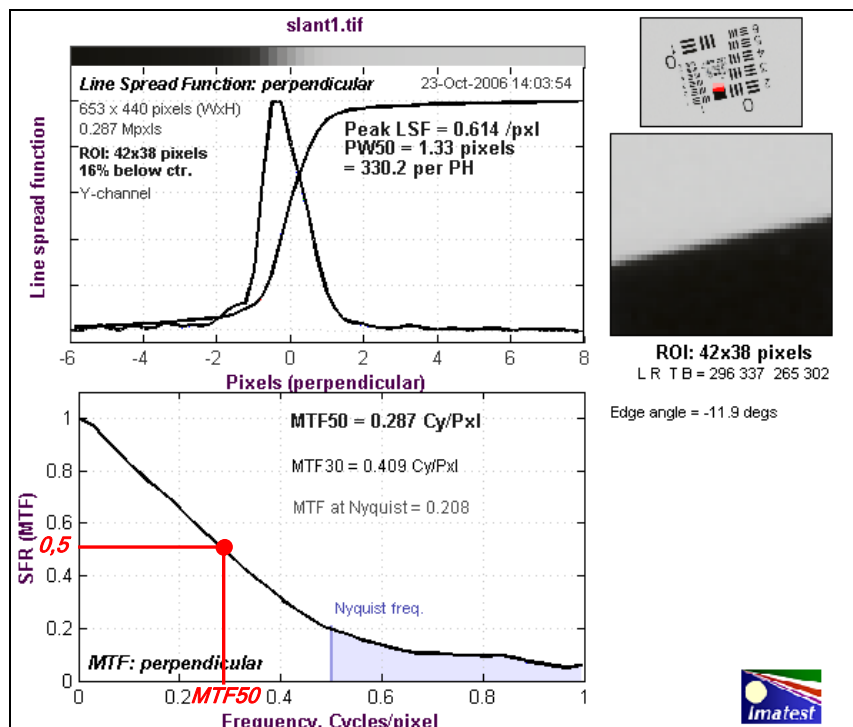 slant1.tif
Line Spread Function: perpendicular
23-Oct-2006 14:03:54
653 x 440 pixels (WxH)
0.287 Mpxls
ROI: 42x38 pixels
16% below ctr.
Y-channel
Peak LSF = 0.614 /pxl
PW50 = 1.33 pixels
= 330.2 per PH
Line spread function
-6 -4 -2 0 2 4 6 8
Pixels (perpendicular)
ROI: 42x38 pixels
L R T B = 296 337 265 302
Edge angle = -11.9 degs
MTF50 = 0.287 Cy/Pxl
MTF30 = 0.409 Cy/Pxl
MTF at Nyquist = 0.208
Nyquist freq.
SFR (MTF)
1
0.8
0.6
0,5
0.4
0.2
0
MTF: perpendicular
0 0.2 0.4 0.6 0.8 1
MTF50
Frequency, Cycles/pixel
Imatest